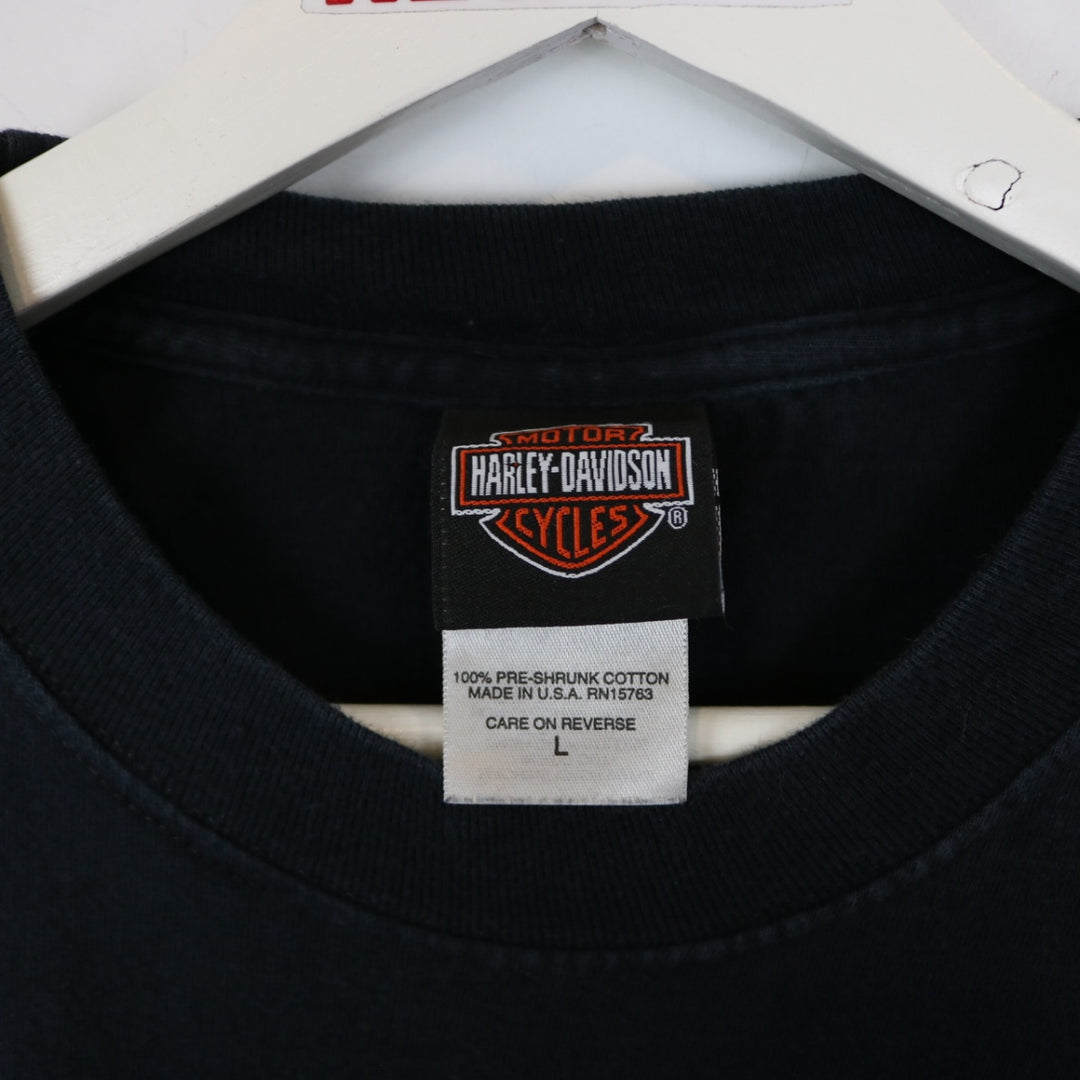 MOTOR
HARLEY-DAVIDSON
CYCLES
®
100% PRE-SHRUNK COTTON
MADE IN U.S.A. RN15763
CARE ON REVERSE
L